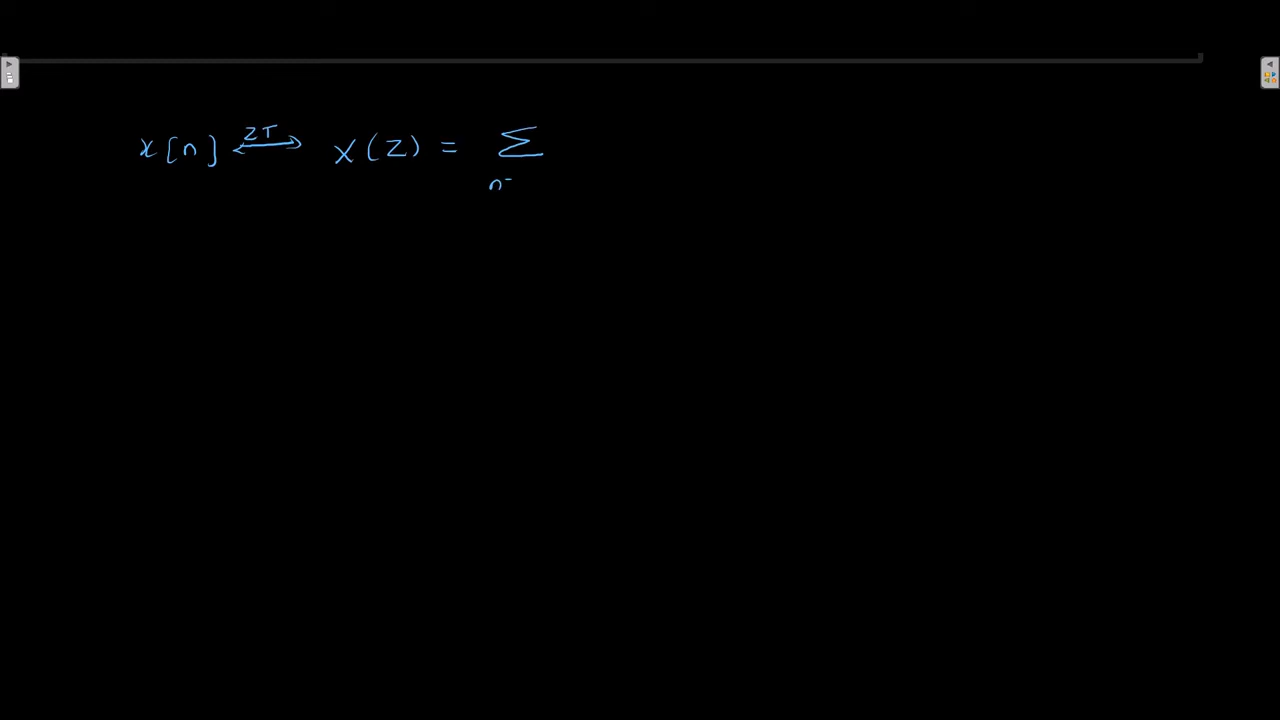 x[n] ⟷ZT X(Z) = Σ
n-